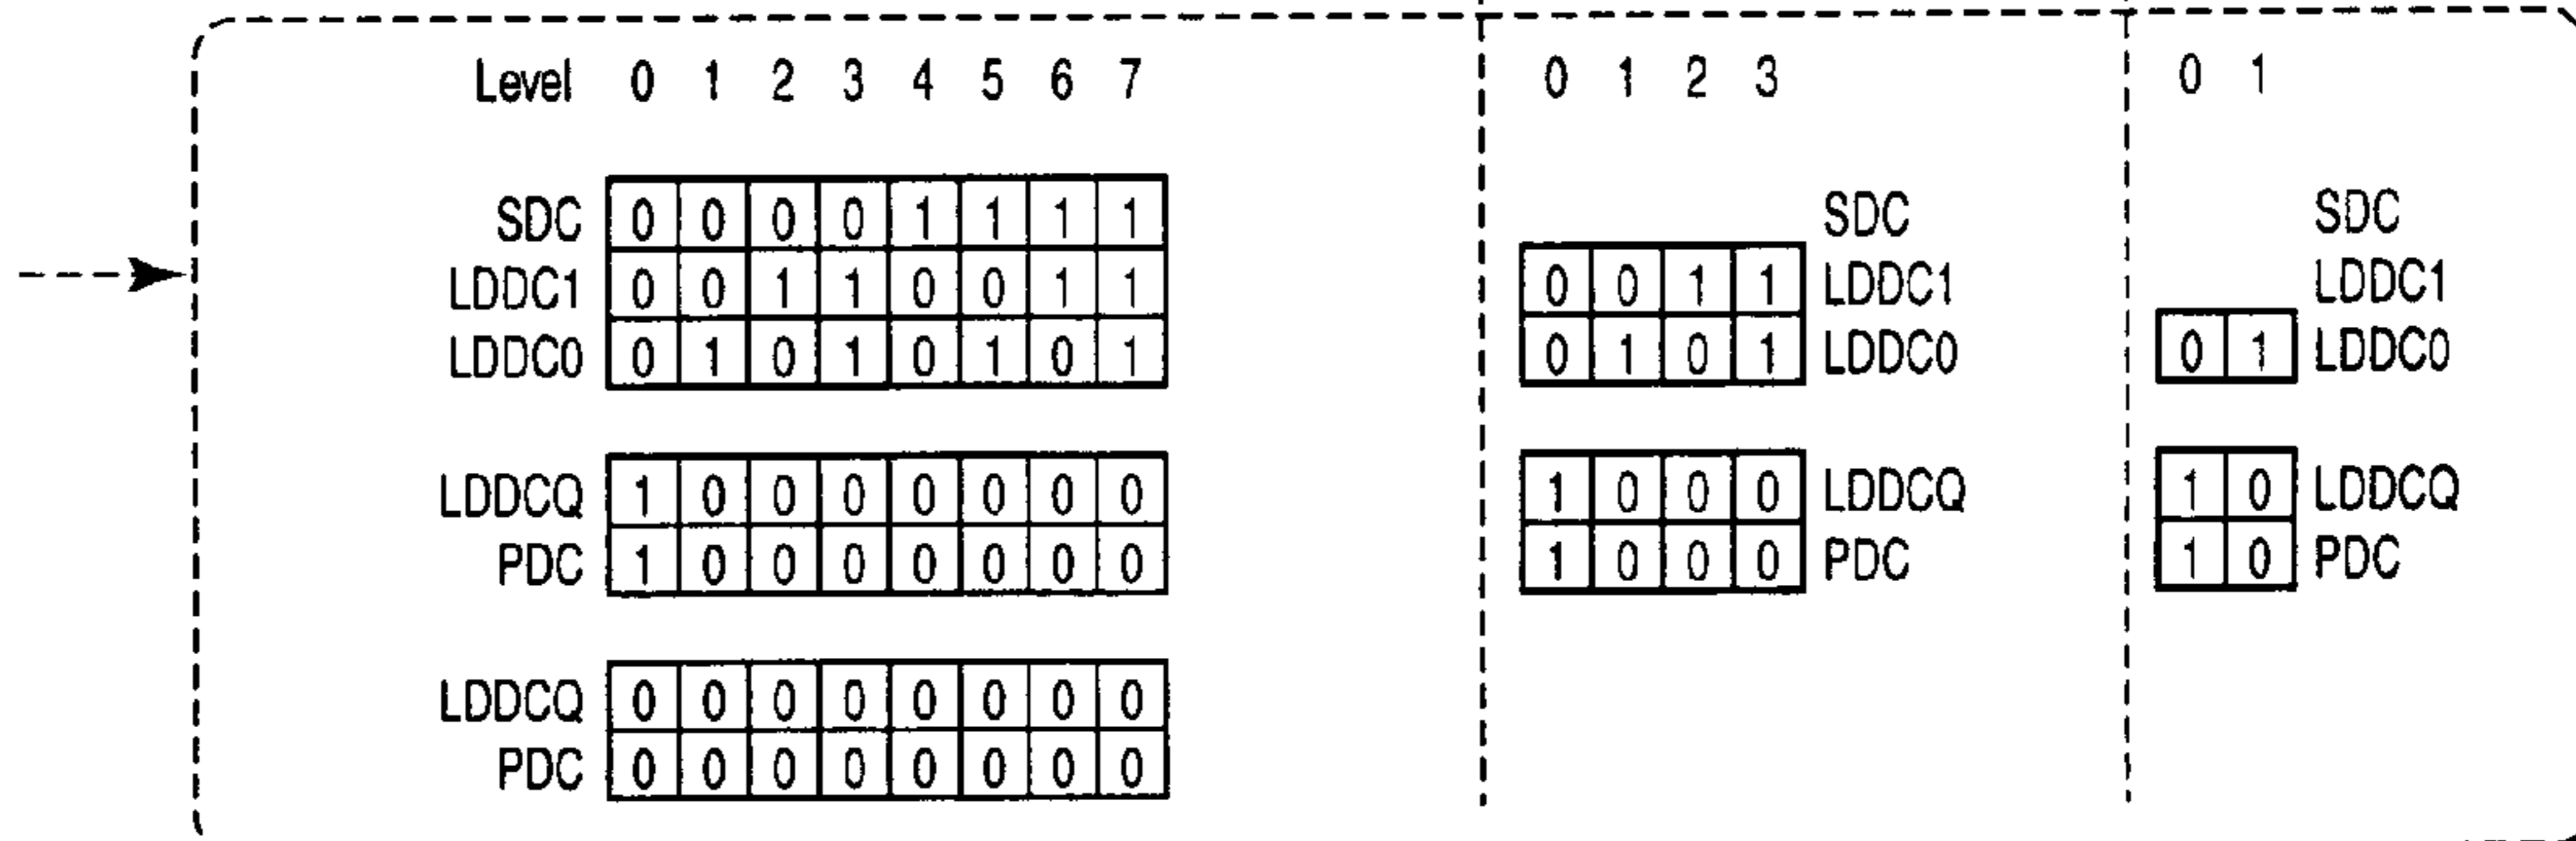 Level 0 1 2 3 4 5 6 7 0 1 2 3 0 1
SDC 0 0 0 0 1 1 1 1 SDC SDC
LDDC1 0 0 1 1 0 0 1 1 0 0 1 1 LDDC1 LDDC1
LDDC0 0 1 0 1 0 1 0 1 0 1 0 1 LDDC0 0 1 LDDC0
LDDCQ 1 0 0 0 0 0 0 0 1 0 0 0 LDDCQ 1 0 LDDCQ
PDC 1 0 0 0 0 0 0 0 1 0 0 0 PDC 1 0 PDC
LDDCQ 0 0 0 0 0 0 0 0
PDC 0 0 0 0 0 0 0 0